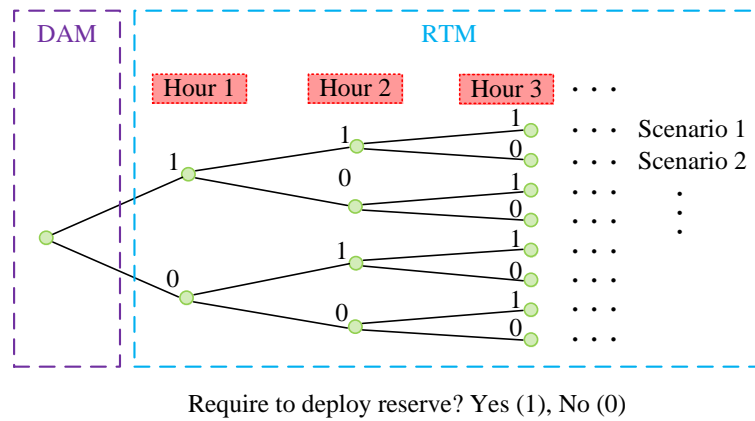 DAM
RTM
Hour 1 Hour 2 Hour 3 . . .
1 . . . Scenario 1
1
0 . . . Scenario 2
1
0
1 . . .
0 . . .
1 . . .
1
0
0 . . .
0
1 . . .
0 . . .
Require to deploy reserve? Yes (1), No (0)